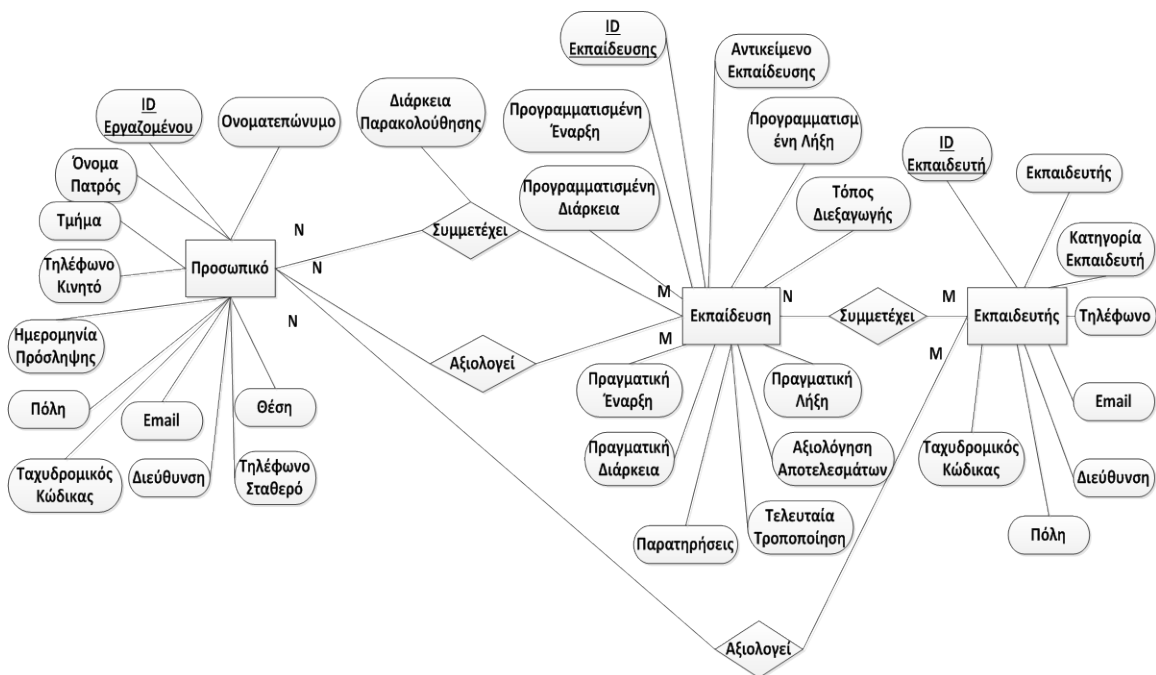 ID
Εκπαίδευσης
Αντικείμενο
Εκπαίδευσης
Διάρκεια
Παρακολούθησης
ID
Εργαζομένου
Ονοματεπώνυμο
Προγραμματισμένη
Έναρξη
Προγραμματισμ
ένη Λήξη
ID
Εκπαιδευτή
Εκπαιδευτής
Όνομα
Πατρός
Τμήμα
Προγραμματισμένη
Διάρκεια
Τόπος
Διεξαγωγής
Κατηγορία
Εκπαιδευτή
Τηλέφωνο
Κινητό
Προσωπικό
N
N
N
Συμμετέχει
M
Εκπαίδευση
N
M
Συμμετέχει
M
Εκπαιδευτής
M
Τηλέφωνο
Ημερομηνία
Πρόσληψης
Αξιολογεί
Πραγματική
Έναρξη
Πραγματική
Λήξη
Πόλη
Email
Θέση
Email
Ταχυδρομικός
Κώδικας
Διεύθυνση
Τηλέφωνο
Σταθερό
Πραγματική
Διάρκεια
Αξιολόγηση
Αποτελεσμάτων
Ταχυδρομικός
Κώδικας
Διεύθυνση
Παρατηρήσεις
Τελευταία
Τροποποίηση
Πόλη
Αξιολογεί